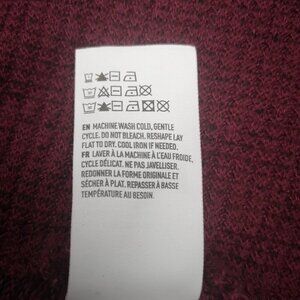 EN MACHINE WASH COLD, GENTLE
CYCLE. DO NOT BLEACH. RESHAPE LAY
FLAT TO DRY. COOL IRON IF NEEDED.
FR LAVER À LA MACHINE À L'EAU FROIDE,
CYCLE DÉLICAT. NE PAS JAVELLISER.
REDONNER LA FORME ORIGINALE ET
SÉCHER À PLAT. REPASSER À BASSE
TEMPÉRATURE AU BESOIN.